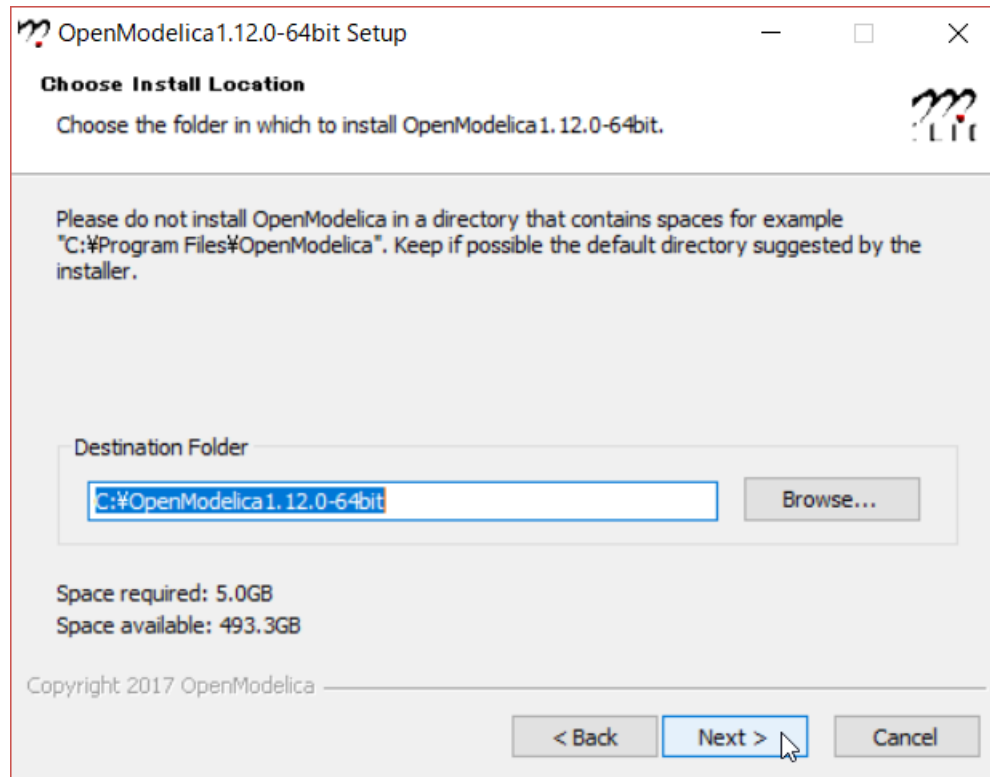 OpenModelica1.12.0-64bit Setup
Choose Install Location
Choose the folder in which to install OpenModelica1.12.0-64bit.
Please do not install OpenModelica in a directory that contains spaces for example
"C:¥Program Files¥OpenModelica". Keep if possible the default directory suggested by the
installer.
Destination Folder
C:¥OpenModelica1.12.0-64bit
Browse...
Space required: 5.0GB
Space available: 493.3GB
Copyright 2017 OpenModelica
< Back
Next >
Cancel